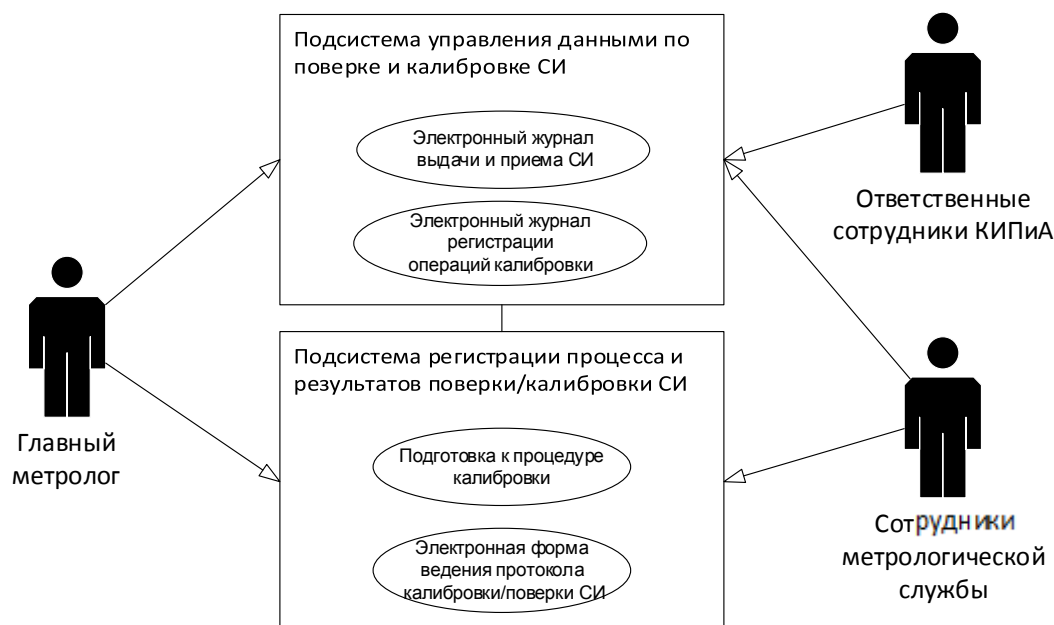 Подсистема управления данными по
поверке и калибровке СИ
Электронный журнал
выдачи и приема СИ
Электронный журнал
регистрации
операций калибровки
Ответственные
сотрудники КИПиА
Главный
метролог
Подсистема регистрации процесса и
результатов поверки/калибровки СИ
Подготовка к процедуре
калибровки
Электронная форма
ведения протокола
калибровки/поверки СИ
Сотрудники
метрологической
службы